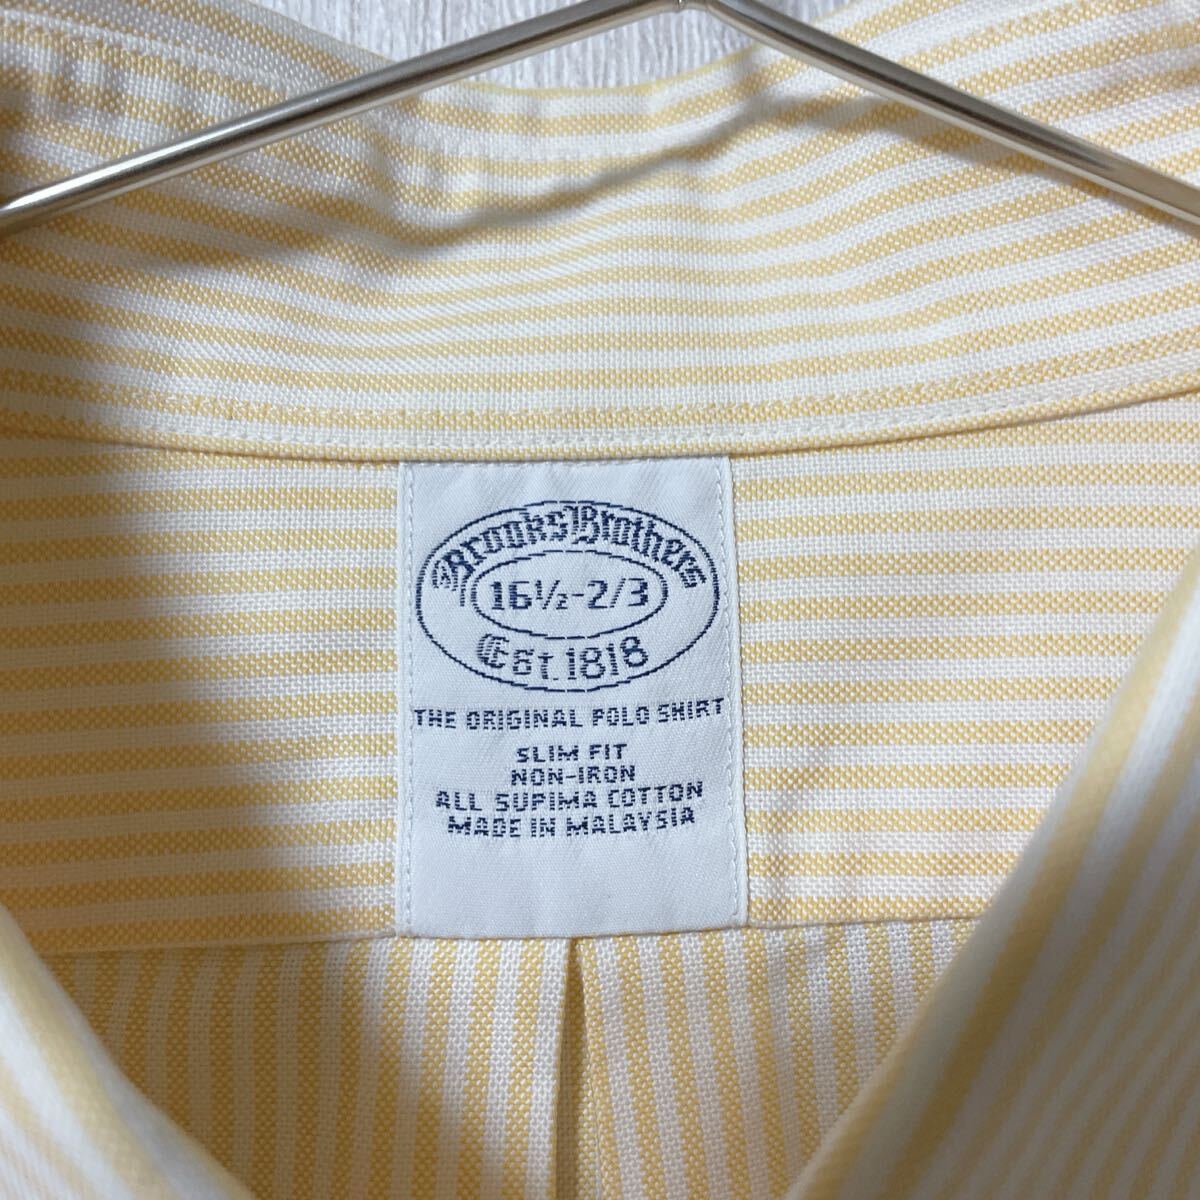 Brooks Brothers
16½-2/3
Est. 1818
THE ORIGINAL POLO SHIRT
SLIM FIT
NON-IRON
ALL SUPIMA COTTON
MADE IN MALAYSIA